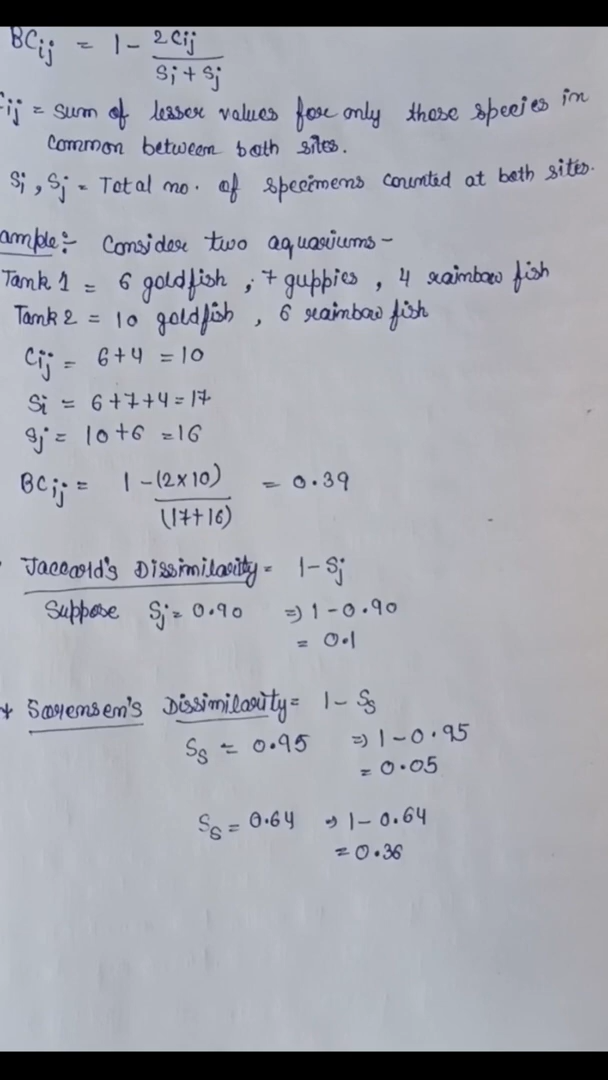 BCij = 1 - 2Cij / Si + Sj
Cij = sum of lesser values for only those species in
common between both sites.
Si, Sj = Total no. of specimens counted at both sites.
ample:- Consider two aquariums -
Tank 1 = 6 goldfish, 7 guppies, 4 rainbow fish
Tank 2 = 10 goldfish, 6 rainbow fish
Cij = 6+4 = 10
Si = 6+7+4 = 17
Sj = 10+6 = 16
BCij = 1 - (2×10) / (17+16) = 0.39
Jaccard's Dissimilarity = 1 - Sj
Suppose Sj = 0.90 ⇒ 1 - 0.90
= 0.1
* Sorensen's Dissimilarity = 1 - Ss
Ss = 0.95 ⇒ 1 - 0.95
= 0.05
Ss = 0.64 ⇒ 1 - 0.64
= 0.36